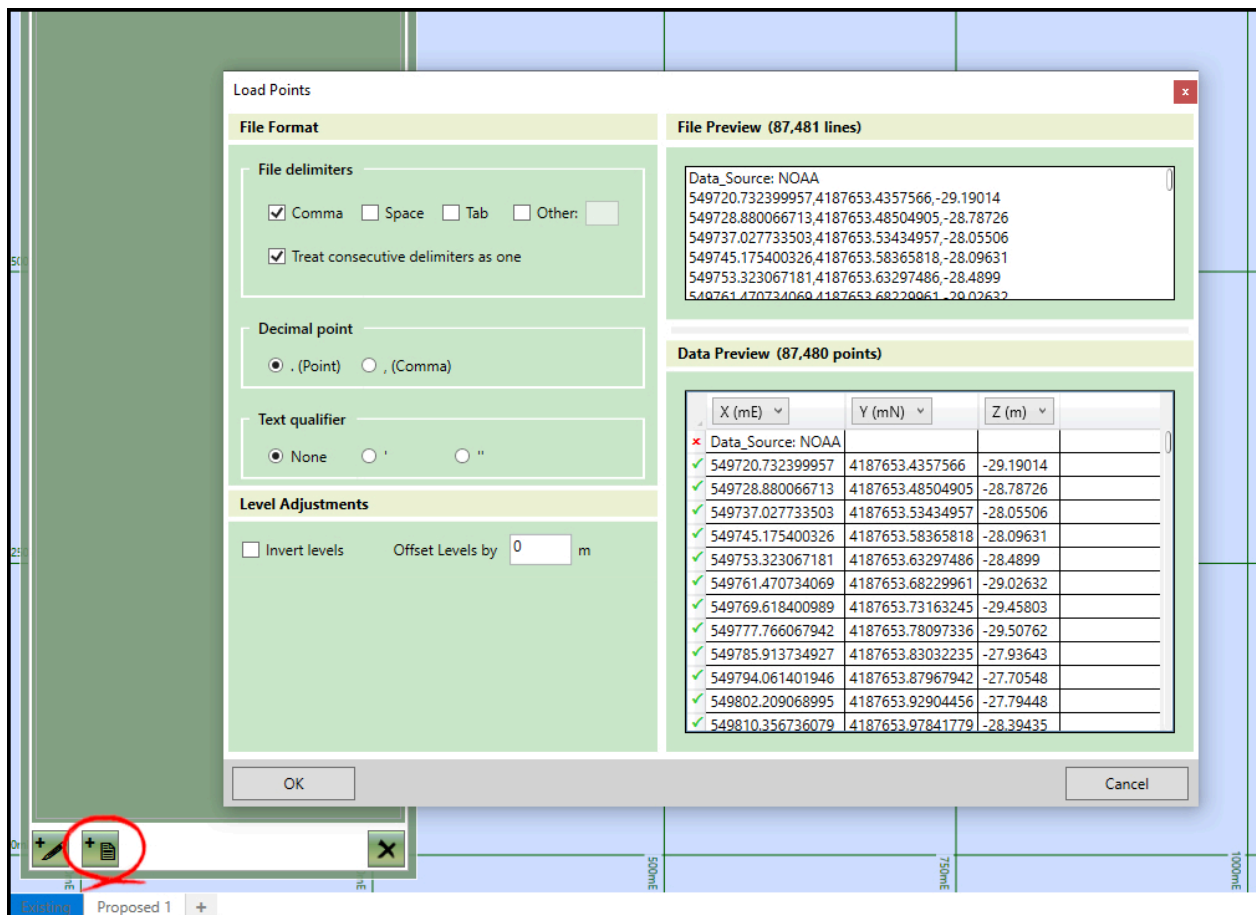 Load Points
x
File Format
File delimiters
Comma Space Tab Other:
Treat consecutive delimiters as one
Decimal point
. (Point) , (Comma)
Text qualifier
None ' "
Level Adjustments
Invert levels Offset Levels by 0 m
File Preview (87,481 lines)
Data_Source: NOAA
549720.732399957,4187653.4357566,-29.19014
549728.880066713,4187653.48504905,-28.78726
549737.027733503,4187653.53434957,-28.05506
549745.175400326,4187653.58365818,-28.09631
549753.323067181,4187653.63297486,-28.4899
549761.470734069,4187653.68229961,-29.02632
Data Preview (87,480 points)
X (mE) Y (mN) Z (m)
Data_Source: NOAA
549720.732399957 4187653.4357566 -29.19014
549728.880066713 4187653.48504905 -28.78726
549737.027733503 4187653.53434957 -28.05506
549745.175400326 4187653.58365818 -28.09631
549753.323067181 4187653.63297486 -28.4899
549761.470734069 4187653.68229961 -29.02632
549769.618400989 4187653.73163245 -29.45803
549777.766067942 4187653.78097336 -29.50762
549785.913734927 4187653.83032235 -27.93643
549794.061401946 4187653.87967942 -27.70548
549802.209068995 4187653.92904456 -27.79448
549810.356736079 4187653.97841779 -28.39435
OK Cancel
500mE
750mE
1000mE
Existing Proposed 1 +